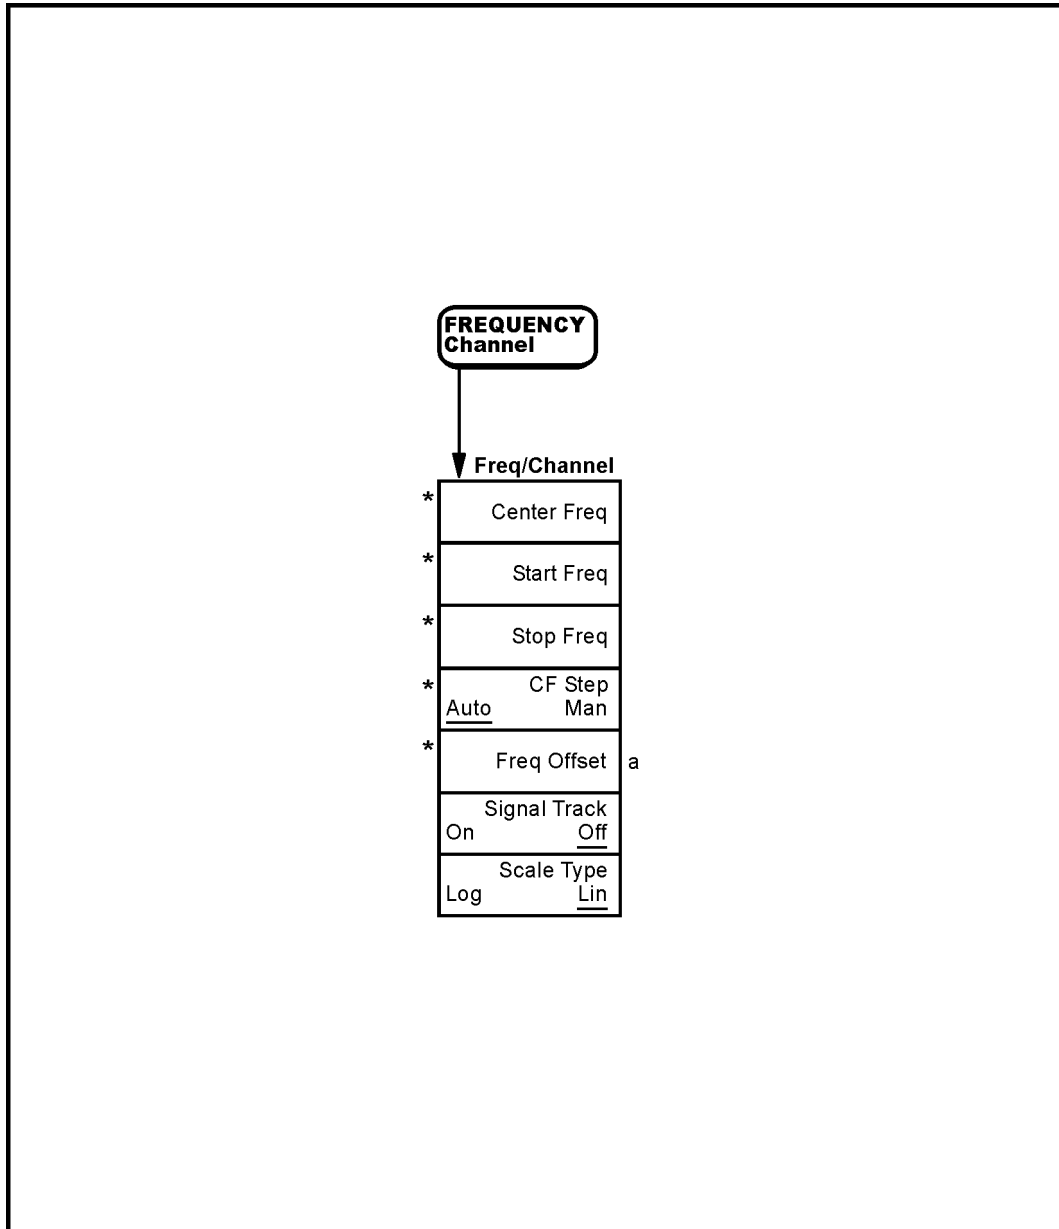 FREQUENCY
Channel
Freq/Channel
* Center Freq
* Start Freq
* Stop Freq
* CF Step
Auto Man
* Freq Offset a
Signal Track
On Off
Scale Type
Log Lin